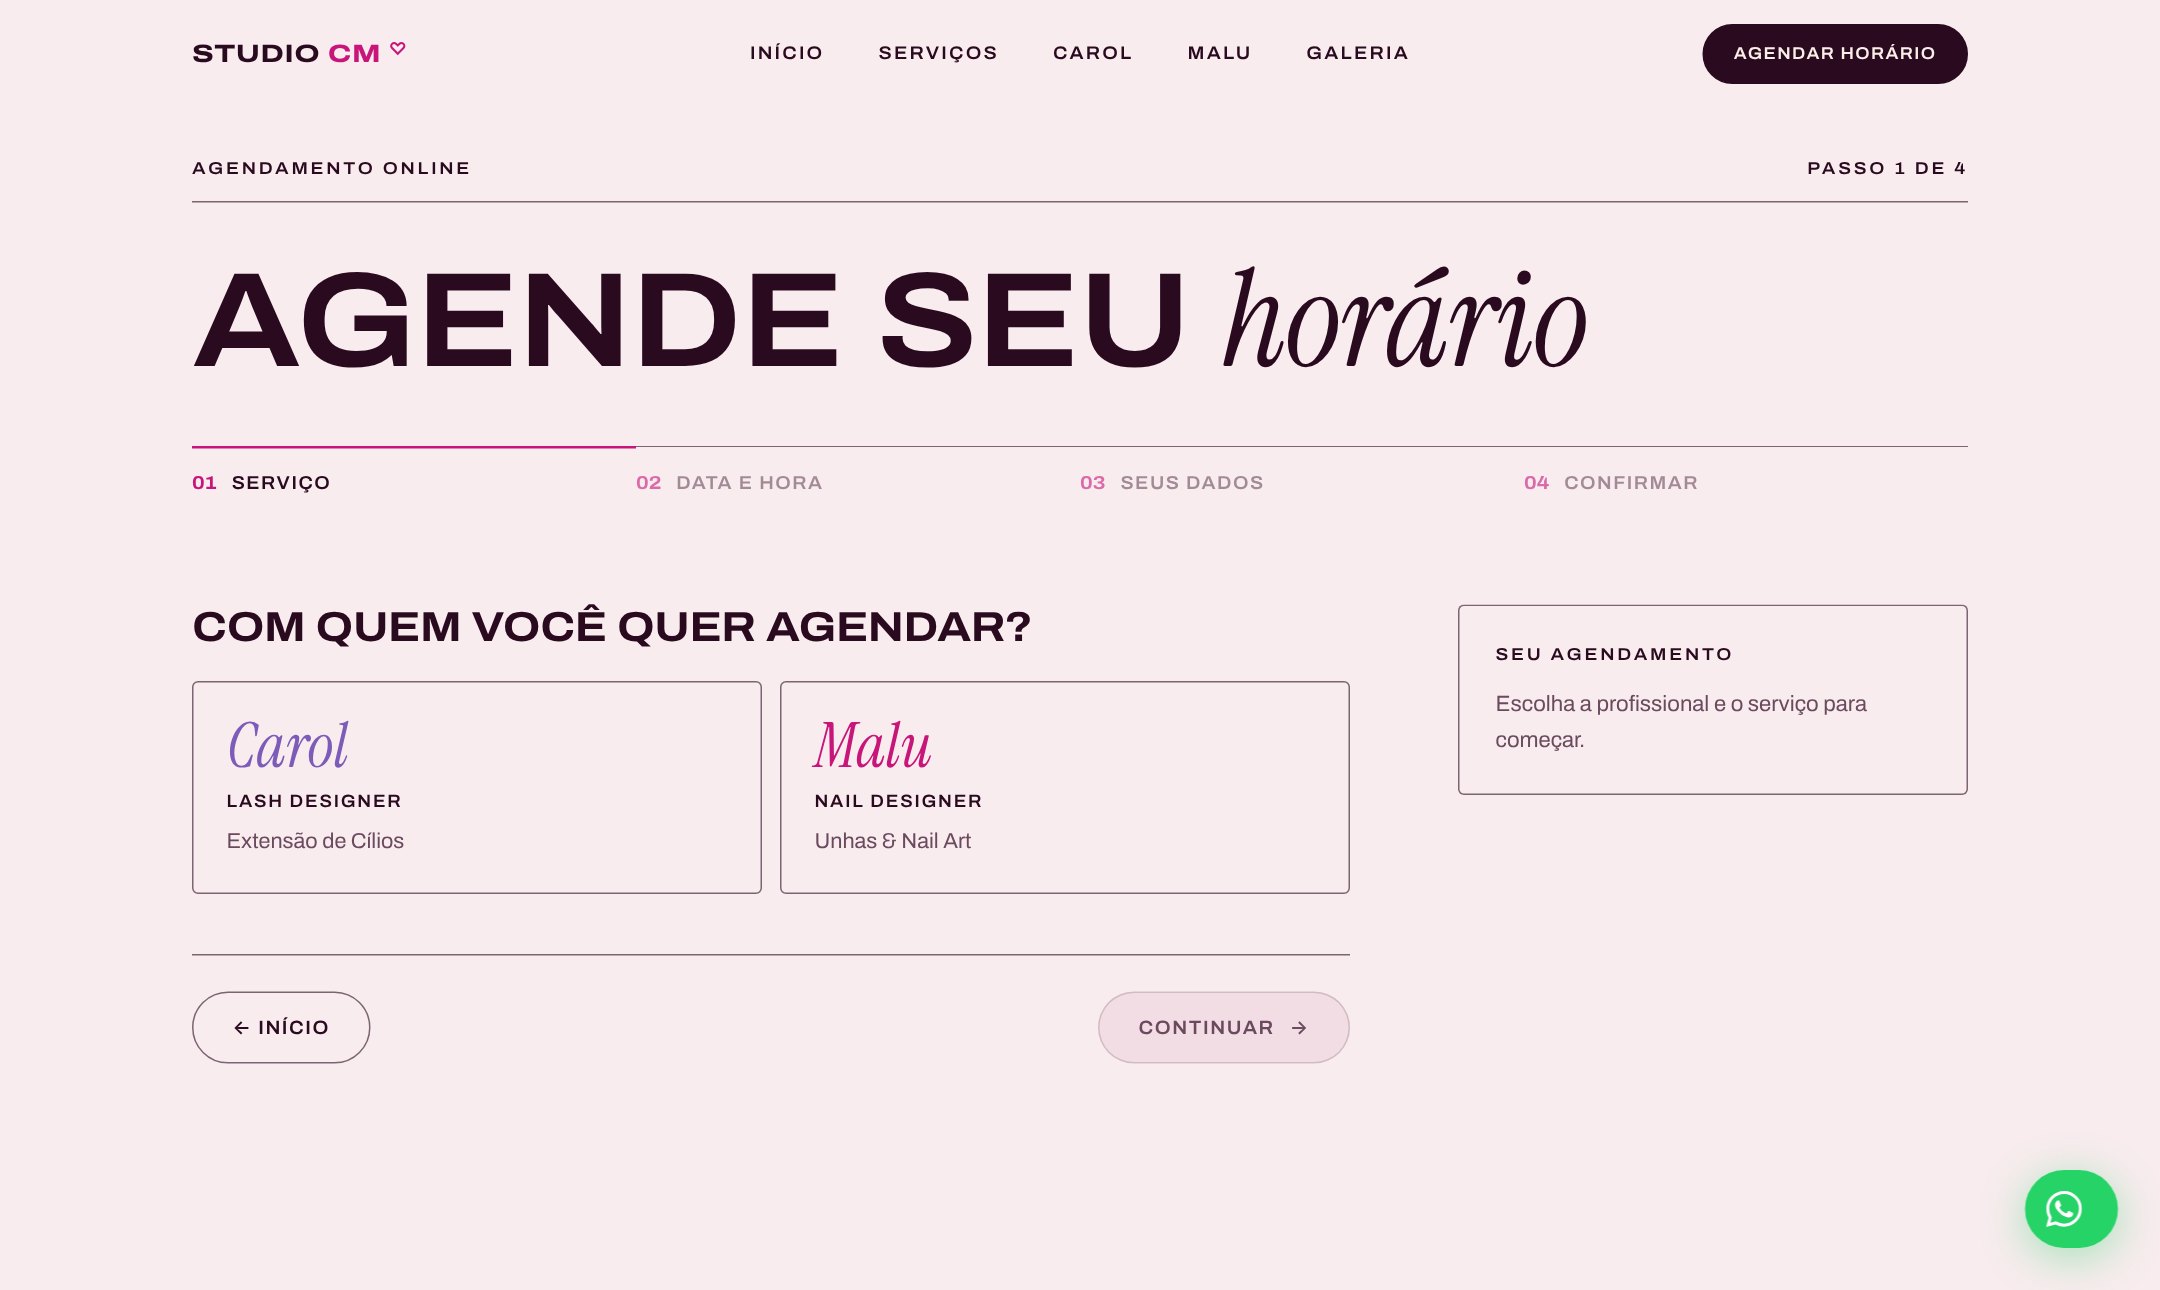 STUDIO CM
INÍCIO SERVIÇOS CAROL MALU GALERIA
AGENDAR HORÁRIO
AGENDAMENTO ONLINE
PASSO 1 DE 4
AGENDE SEU horário
01 SERVIÇO
02 DATA E HORA
03 SEUS DADOS
04 CONFIRMAR
COM QUEM VOCÊ QUER AGENDAR?
Carol
LASH DESIGNER
Extensão de Cílios
Malu
NAIL DESIGNER
Unhas & Nail Art
← INÍCIO
CONTINUAR →
SEU AGENDAMENTO
Escolha a profissional e o serviço para
começar.